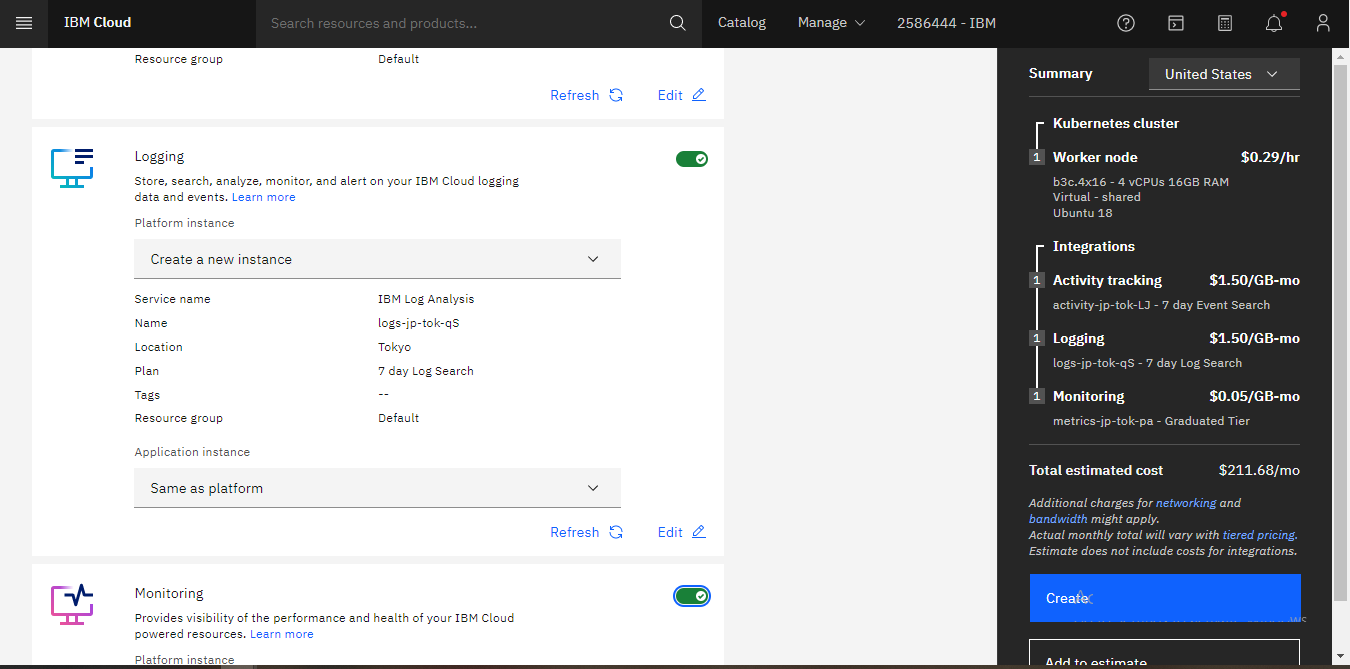 IBM Cloud
Search resources and products...
Catalog
Manage
2586444 - IBM
Resource group Default
Refresh Edit
Logging
Store, search, analyze, monitor, and alert on your IBM Cloud logging
data and events. Learn more
Platform instance
Create a new instance
Service name IBM Log Analysis
Name logs-jp-tok-qS
Location Tokyo
Plan 7 day Log Search
Tags --
Resource group Default
Application instance
Same as platform
Refresh Edit
Monitoring
Provides visibility of the performance and health of your IBM Cloud
powered resources. Learn more
Platform instance
Summary United States
Kubernetes cluster
1 Worker node $0.29/hr
b3c.4x16 - 4 vCPUs 16GB RAM
Virtual - shared
Ubuntu 18
Integrations
1 Activity tracking $1.50/GB-mo
activity-jp-tok-LJ - 7 day Event Search
1 Logging $1.50/GB-mo
logs-jp-tok-qS - 7 day Log Search
1 Monitoring $0.05/GB-mo
metrics-jp-tok-pa - Graduated Tier
Total estimated cost $211.68/mo
Additional charges for networking and
bandwidth might apply.
Actual monthly total will vary with tiered pricing.
Estimate does not include costs for integrations.
Create
Add to estimate